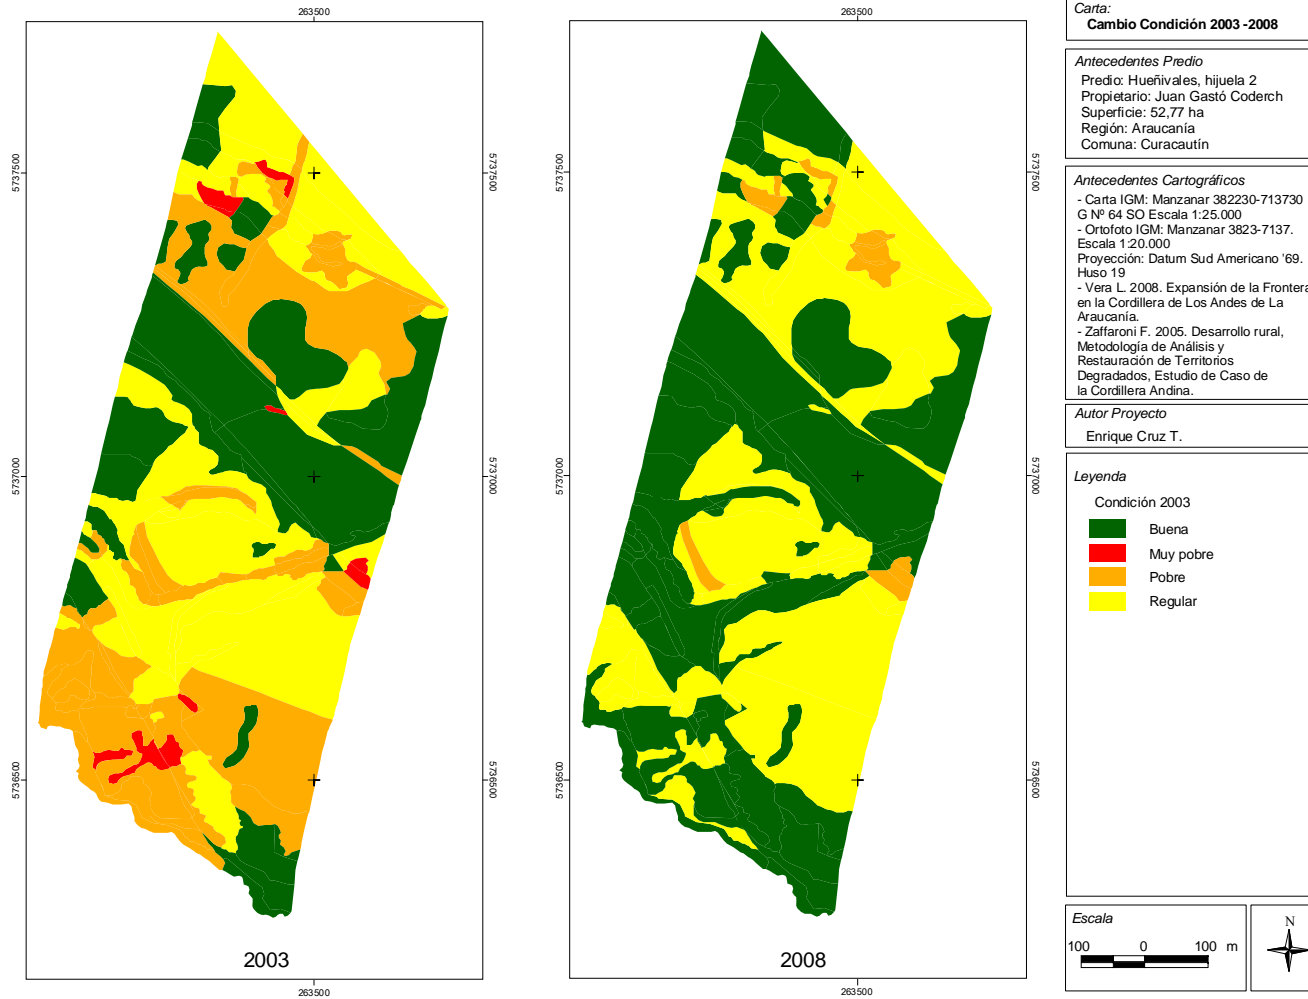 263500
263500
5737500
5737500
5737500
5737500
5737000
5737000
5737000
5737000
5736500
5736500
5736500
5736500
2003
2008
263500
263500
Carta:
Cambio Condición 2003 -2008
Antecedentes Predio
Predio: Hueñivales, hijuela 2
Propietario: Juan Gastó Coderch
Superficie: 52,77 ha
Región: Araucanía
Comuna: Curacautín
Antecedentes Cartográficos
- Carta IGM: Manzanar 382230-713730
G Nº 64 SO Escala 1:25.000
- Ortofoto IGM: Manzanar 3823-7137.
Escala 1:20.000
Proyección: Datum Sud Americano '69.
Huso 19
- Vera L. 2008. Expansión de la Frontera
en la Cordillera de Los Andes de La
Araucanía.
- Zaffaroni F. 2005. Desarrollo rural,
Metodología de Análisis y
Restauración de Territorios
Degradados, Estudio de Caso de
la Cordillera Andina.
Autor Proyecto
Enrique Cruz T.
Leyenda
Condición 2003
Buena
Muy pobre
Pobre
Regular
Escala
100 0 100 m
N